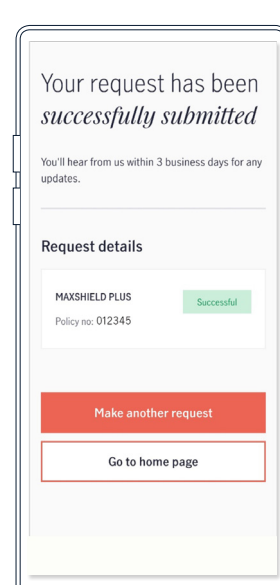 Your request has been
successfully submitted
You'll hear from us within 3 business days for any
updates.
Request details
MAXSHIELD PLUS
Successful
Policy no: 012345
Make another request
Go to home page